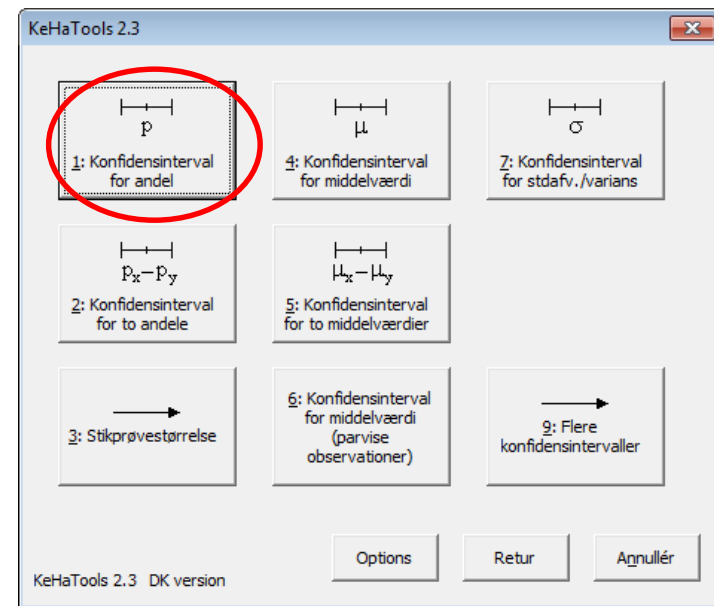 KeHaTools 2.3
p
1: Konfidensinterval
for andel
μ
4: Konfidensinterval
for middelværdi
σ
7: Konfidensinterval
for stdafv./varians
px−py
2: Konfidensinterval
for to andele
μx−μy
5: Konfidensinterval
for to middelværdier
3: Stikprøvestørrelse
6: Konfidensinterval
for middelværdi
(parvise
observationer)
9: Flere
konfidensintervaller
Options
Retur
Annullér
KeHaTools 2.3 DK version